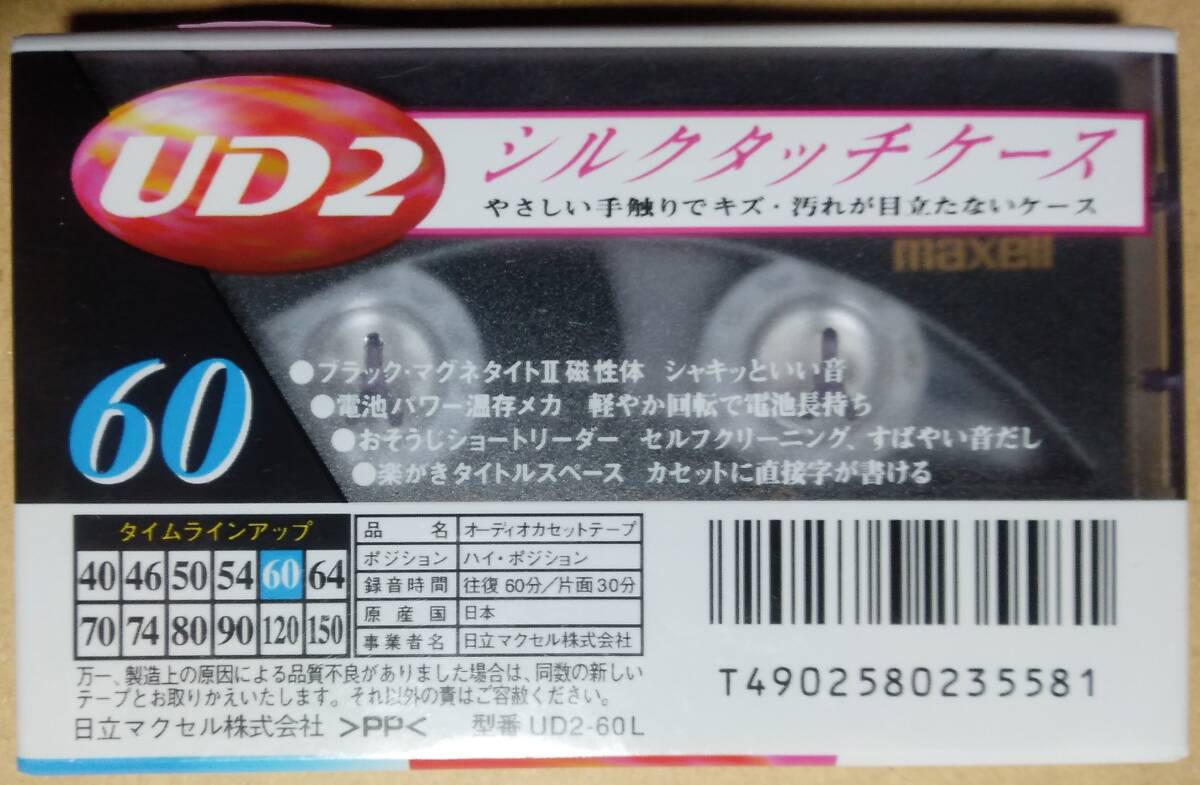 UD2
シルクタッチケース
やさしい手触りでキズ・汚れが目立たないケース
maxell
60
●ブラック・マグネタイトⅡ磁性体 シャキッといい音
●電池パワー温存メカ 軽やか回転で電池長持ち
●おそうじショートリーダー セルフクリーニング、すばやい音だし
●楽がきタイトルスペース カセットに直接字が書ける
タイムラインアップ
40 46 50 54 60 64
70 74 80 90 120 150
品名 オーディオカセットテープ
ポジション ハイ・ポジション
録音時間 往復60分/片面30分
原産国 日本
事業者名 日立マクセル株式会社
万一、製造上の原因による品質不良がありました場合は、同数の新しい
テープとお取りかえいたします。それ以外の責はご容赦ください。
日立マクセル株式会社 >PP< 型番 UD2-60L
T4902580235581